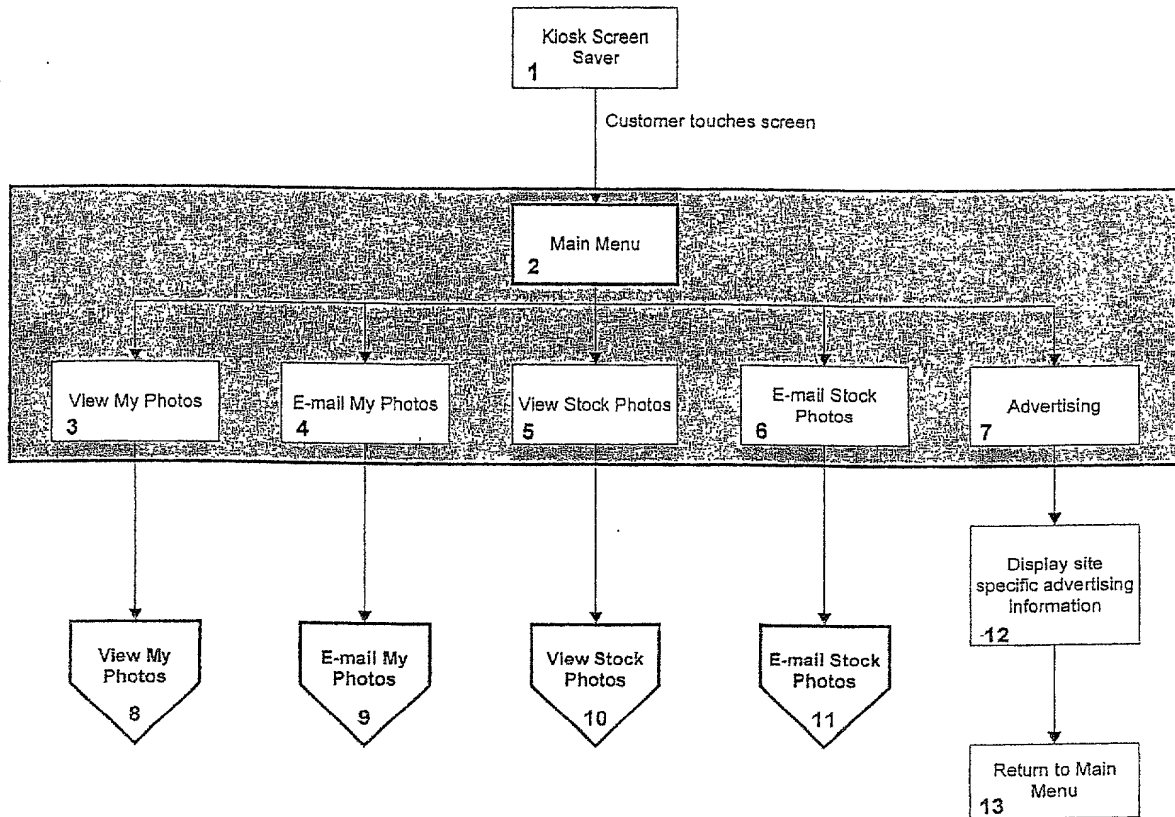 Kiosk Screen
Saver
1
Customer touches screen
Main Menu
2
View My Photos
3
E-mail My Photos
4
View Stock Photos
5
E-mail Stock
Photos
6
Advertising
7
Display site
specific advertising
information
12
View My
Photos
8
E-mail My
Photos
9
View Stock
Photos
10
E-mail Stock
Photos
11
Return to Main
Menu
13